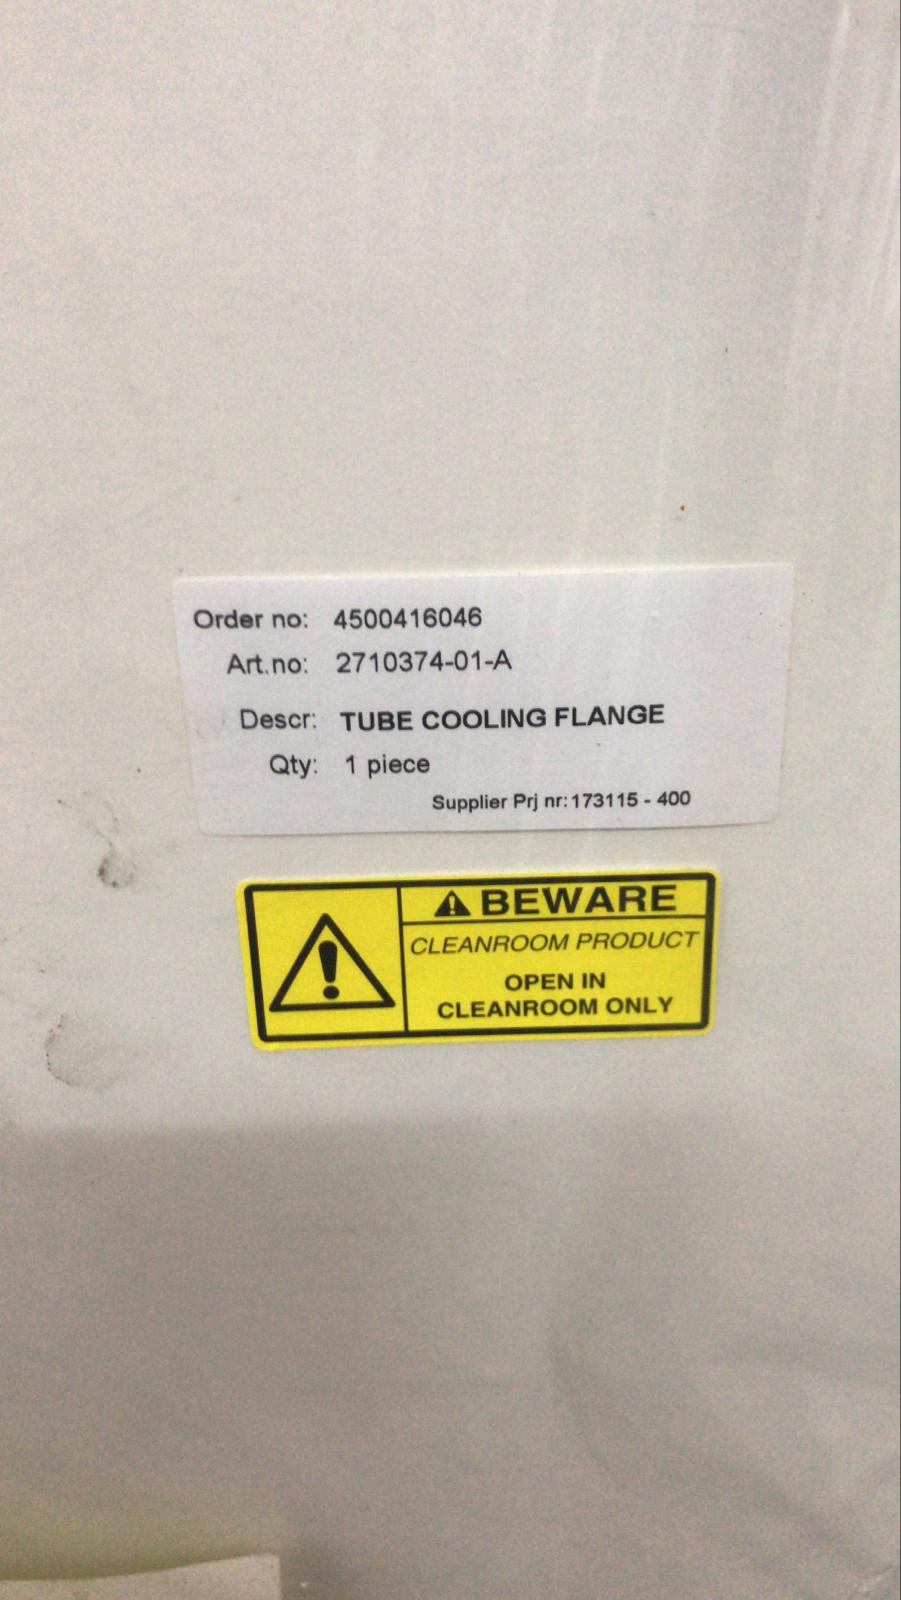 Order no: 4500416046
Art.no: 2710374-01-A
Descr: TUBE COOLING FLANGE
Qty: 1 piece
Supplier Prj nr:173115 - 400
BEWARE
CLEANROOM PRODUCT
OPEN IN
CLEANROOM ONLY